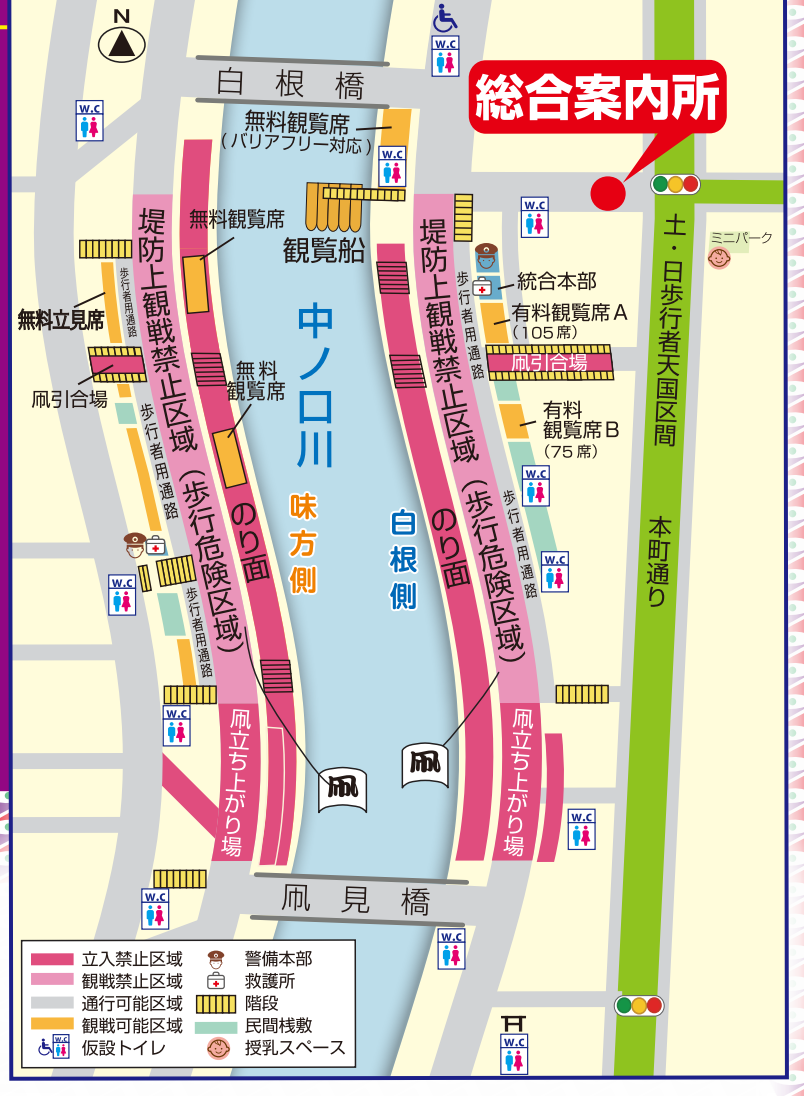 N
W.C
白根橋
総合案内所
W.C
無料観覧席
(バリアフリー対応)
W.C
無料観覧席
観覧船
W.C
土・日歩行者天国区間
ミニパーク
堤防上観戦禁止区域(歩行危険区域)
堤防上観戦禁止区域(歩行危険区域)
歩行者用通路
無料立見席
歩行者用通路
統合本部
有料観覧席A
(105席)
凧引合場
中ノ口川
無料
観覧席
凧引合場
有料
観覧席B
(75席)
歩行者用通路
W.C
歩行者用通路
のり面
のり面
味方側
白根側
本町通り
W.C
W.C
歩行者用通路
W.C
凧立ち上がり場
凧立ち上がり場
凧
凧
W.C
W.C
凧見橋
W.C
W.C
立入禁止区域
観戦禁止区域
通行可能区域
観戦可能区域
W.C
仮設トイレ
警備本部
救護所
階段
民間桟敷
授乳スペース